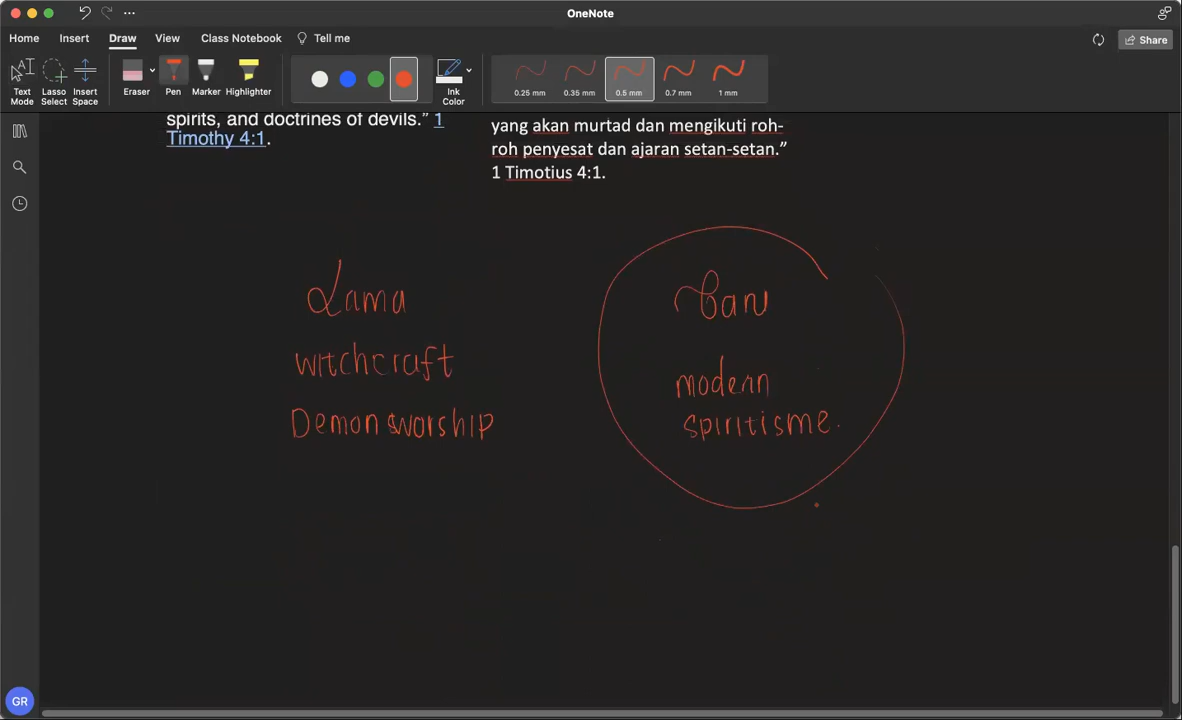 OneNote
Home Insert Draw View Class Notebook Tell me
Share
Text Mode
Lasso Select
Insert Space
Eraser
Pen
Marker
Highlighter
Ink Color
0.25 mm
0.35 mm
0.5 mm
0.7 mm
1 mm
spirits, and doctrines of devils.” 1
Timothy 4:1.
yang akan murtad dan mengikuti roh-
roh penyesat dan ajaran setan-setan.”
1 Timotius 4:1.
Lama
witchcraft
Demonsworship
Baru
modern
spiritisme.
GR